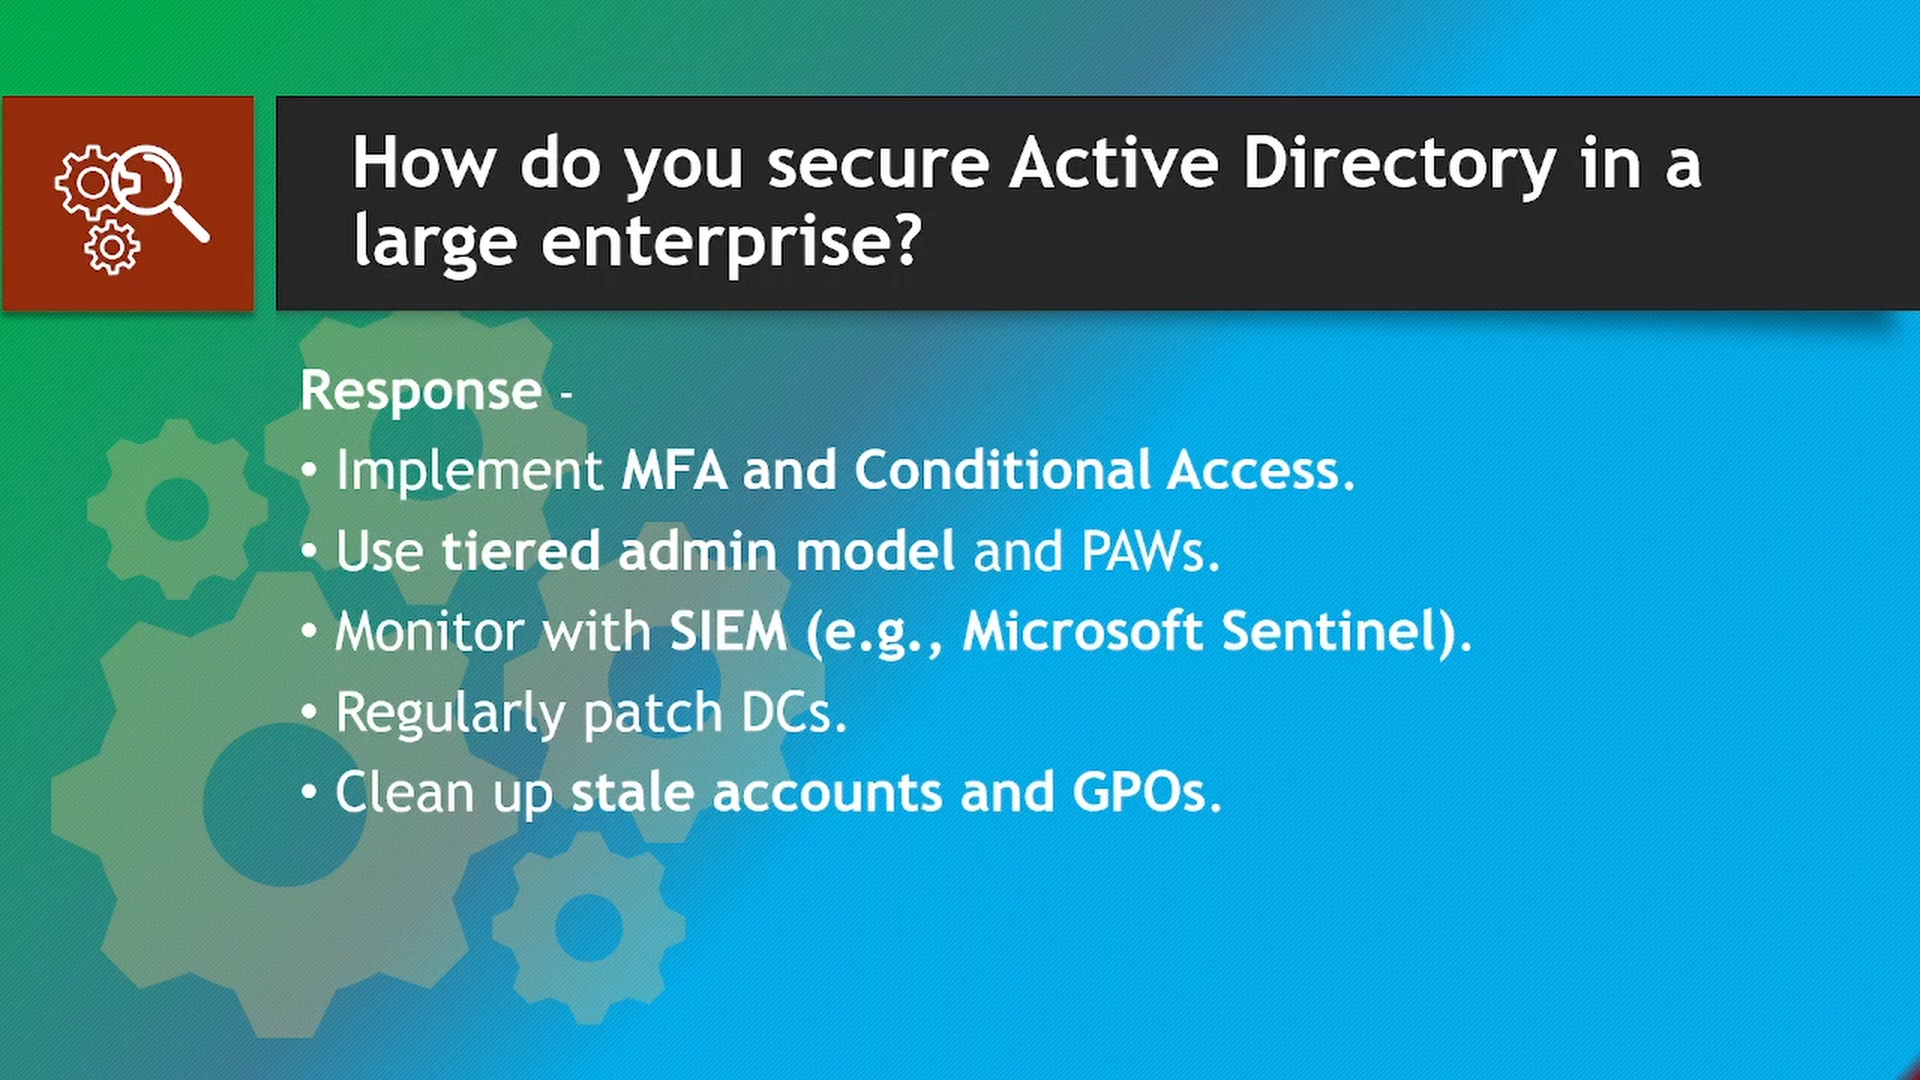 How do you secure Active Directory in a
large enterprise?
Response -
• Implement MFA and Conditional Access.
• Use tiered admin model and PAWs.
• Monitor with SIEM (e.g., Microsoft Sentinel).
• Regularly patch DCs.
• Clean up stale accounts and GPOs.